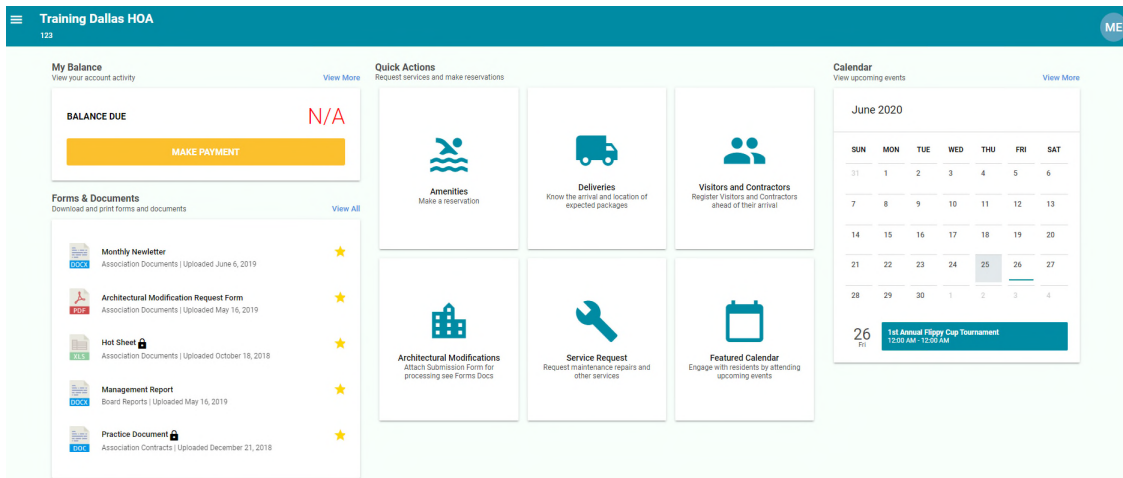 Training Dallas HOA
123
ME
My Balance
View your account activity
View More
BALANCE DUE
N/A
MAKE PAYMENT
Forms & Documents
Download and print forms and documents
View All
DOCX
Monthly Newletter
Association Documents | Uploaded June 6, 2019
PDF
Architectural Modification Request Form
Association Documents | Uploaded May 16, 2019
XLS
Hot Sheet
Association Documents | Uploaded October 18, 2018
DOCX
Management Report
Board Reports | Uploaded May 16, 2019
DOC
Practice Document
Association Contracts | Uploaded December 21, 2018
Quick Actions
Request services and make reservations
Amenities
Make a reservation
Deliveries
Know the arrival and location of
expected packages
Visitors and Contractors
Register Visitors and Contractors
ahead of their arrival
Architectural Modifications
Attach Submission Form for
processing see Forms Docs
Service Request
Request maintenance repairs and
other services
Featured Calendar
Engage with residents by attending
upcoming events
Calendar
View upcoming events
View More
June 2020
SUN MON TUE WED THU FRI SAT
31 1 2 3 4 5 6
7 8 9 10 11 12 13
14 15 16 17 18 19 20
21 22 23 24 25 26 27
28 29 30 1 2 3 4
26
Fri
1st Annual Flippy Cup Tournament
12:00 AM - 12:00 AM